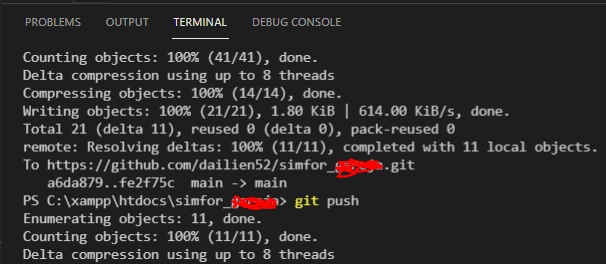 PROBLEMS OUTPUT TERMINAL DEBUG CONSOLE
Counting objects: 100% (41/41), done.
Delta compression using up to 8 threads
Compressing objects: 100% (14/14), done.
Writing objects: 100% (21/21), 1.80 KiB | 614.00 KiB/s, done.
Total 21 (delta 11), reused 0 (delta 0), pack-reused 0
remote: Resolving deltas: 100% (11/11), completed with 11 local objects.
To https://github.com/dailien52/simfor_.git
a6da879..fe2f75c main -> main
PS C:\xampp\htdocs\simfor_> git push
Enumerating objects: 11, done.
Counting objects: 100% (11/11), done.
Delta compression using up to 8 threads